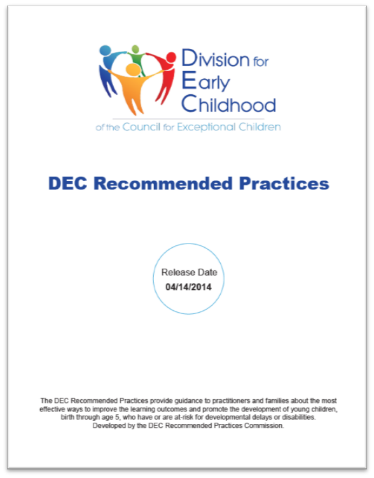 Division for
Early
Childhood
of the Council for Exceptional Children
DEC Recommended Practices
Release Date
04/14/2014
The DEC Recommended Practices provide guidance to practitioners and families about the most
effective ways to improve the learning outcomes and promote the development of young children,
birth through age 5, who have or are at-risk for developmental delays or disabilities.
Developed by the DEC Recommended Practices Commission.